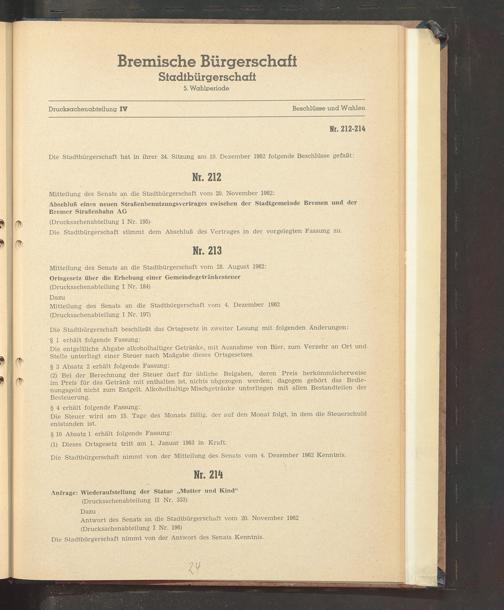 Bremische Bürgerschaft
Stadtbürgerschaft
5. Wahlperiode
Drucksachenabteilung IV Beschlüsse und Wahlen
Nr. 212-214
Die Stadtbürgerschaft hat in ihrer 34. Sitzung am 19. Dezember 1962 folgende Beschlüsse gefaßt:
Nr. 212
Mitteilung des Senats an die Stadtbürgerschaft vom 20. November 1962:
Abschluß eines neuen Straßenbenutzungsvertrages zwischen der Stadtgemeinde Bremen und der
Bremer Straßenbahn AG
(Drucksachenabteilung I Nr. 195)
Die Stadtbürgerschaft stimmt dem Abschluß des Vertrages in der vorgelegten Fassung zu.
Nr. 213
Mitteilung des Senats an die Stadtbürgerschaft vom 28. August 1962:
Ortsgesetz über die Erhebung einer Gemeindegetränkesteuer
(Drucksachenabteilung I Nr. 184)
Dazu
Mitteilung des Senats an die Stadtbürgerschaft vom 4. Dezember 1962
(Drucksachenabteilung I Nr. 197)
Die Stadtbürgerschaft beschließt das Ortsgesetz in zweiter Lesung mit folgenden Änderungen:
§ 1 erhält folgende Fassung:
Die entgeltliche Abgabe alkoholhaltiger Getränke, mit Ausnahme von Bier, zum Verzehr an Ort und
Stelle unterliegt einer Steuer nach Maßgabe dieses Ortsgesetzes.
§ 3 Absatz 2 erhält folgende Fassung:
(2) Bei der Berechnung der Steuer darf für übliche Beigaben, deren Preis herkömmlicherweise
im Preis für das Getränk mit enthalten ist, nichts abgezogen werden; dagegen gehört das Bedie-
nungsgeld nicht zum Entgelt. Alkoholhaltige Mischgetränke unterliegen mit allen Bestandteilen der
Besteuerung.
§ 4 erhält folgende Fassung:
Die Steuer wird am 15. Tage des Monats fällig, der auf den Monat folgt, in dem die Steuerschuld
entstanden ist.
§ 10 Absatz 1 erhält folgende Fassung:
(1) Dieses Ortsgesetz tritt am 1. Januar 1963 in Kraft.
Die Stadtbürgerschaft nimmt von der Mitteilung des Senats vom 4. Dezember 1962 Kenntnis.
Nr. 214
Anfrage: Wiederaufstellung der Statue „Mutter und Kind"
(Drucksachenabteilung II Nr. 333)
Dazu
Antwort des Senats an die Stadtbürgerschaft vom 20. November 1962
(Drucksachenabteilung I Nr. 196)
Die Stadtbürgerschaft nimmt von der Antwort des Senats Kenntnis.
24